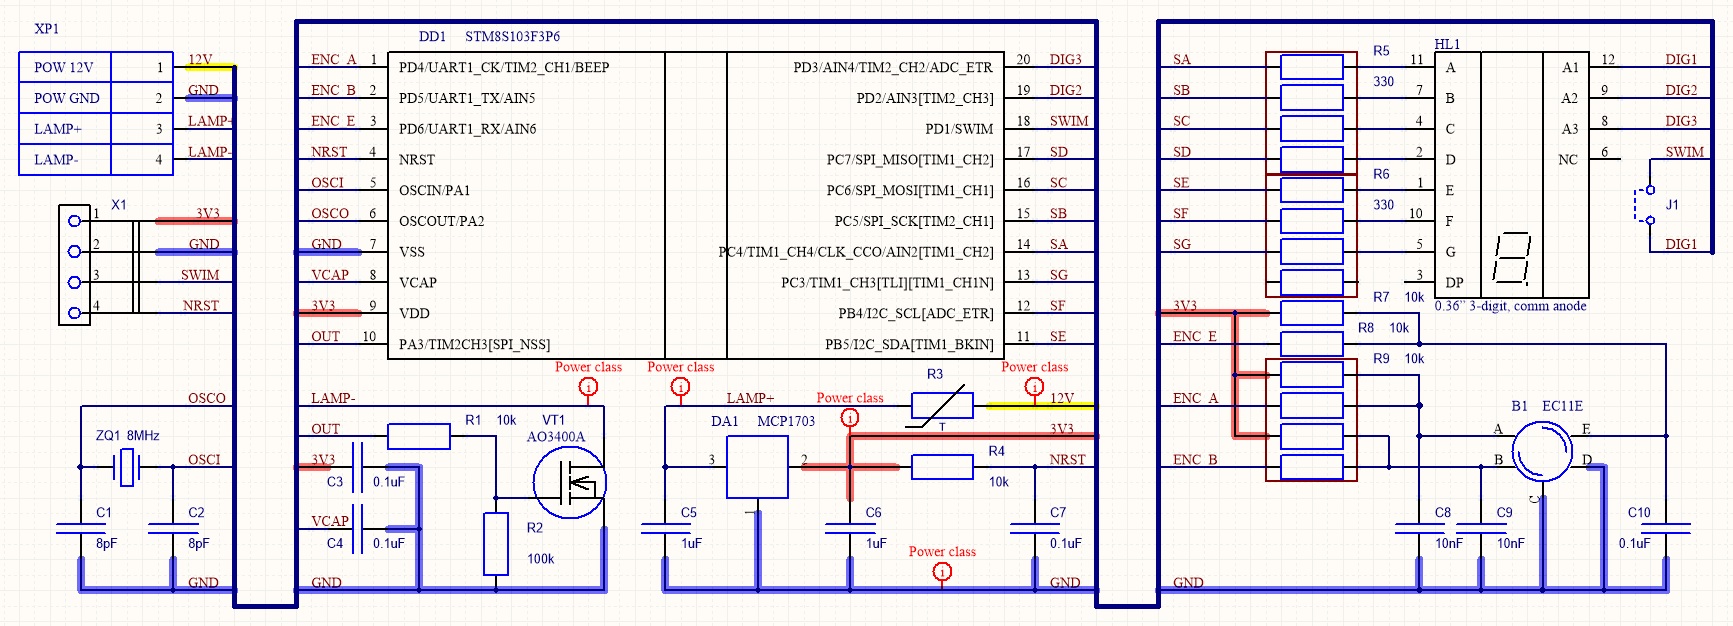 XP1
POW 12V 1 12V
POW GND 2 GND
LAMP+ 3 LAMP+
LAMP- 4 LAMP-
X1
1 3V3
2 GND
3 SWIM
4 NRST
DD1 STM8S103F3P6
ENC_A 1 PD4/UART1_CK/TIM2_CH1/BEEP
ENC_B 2 PD5/UART1_TX/AIN5
ENC_E 3 PD6/UART1_RX/AIN6
NRST 4 NRST
OSCI 5 OSCIN/PA1
OSCO 6 OSCOUT/PA2
GND 7 VSS
VCAP 8 VCAP
3V3 9 VDD
OUT 10 PA3/TIM2CH3[SPI_NSS]
PD3/AIN4/TIM2_CH2/ADC_ETR 20 DIG3
PD2/AIN3[TIM2_CH3] 19 DIG2
PD1/SWIM 18 SWIM
PC7/SPI_MISO[TIM1_CH2] 17 SD
PC6/SPI_MOSI[TIM1_CH1] 16 SC
PC5/SPI_SCK[TIM2_CH1] 15 SB
PC4/TIM1_CH4/CLK_CCO/AIN2[TIM1_CH2] 14 SA
PC3/TIM1_CH3[TLI][TIM1_CH1N] 13 SG
PB4/I2C_SCL[ADC_ETR] 12 SF
PB5/I2C_SDA[TIM1_BKIN] 11 SE
HL1
SA R5 11 A A1 12 DIG1
330
SB 7 B A2 9 DIG2
SC 4 C A3 8 DIG3
SD 2 D NC 6 SWIM
R6
SE 1 E
330 J1
SF 10 F
SG 5 G DIG1
3 DP
R7 10k
0.36” 3-digit, comm anode
3V3
R8 10k
ENC_E
R9 10k
ENC_A
ENC_B
OSCO
ZQ1 8MHz
OSCI
C1
8pF
C2
8pF
GND
Power class
1
LAMP-
OUT R1 10k VT1
AO3400A
3V3
C3 0.1uF
VCAP
C4 0.1uF
R2
100k
GND
Power class
1
Power class
1
R3
T
Power class
1
LAMP+ 12V
DA1 MCP1703
3V3
3 2
R4
10k
NRST
1
C5
1uF
C6
1uF
C7
0.1uF
Power class
1
GND
B1 EC11E
A E
B D
C
C8
10nF
C9
10nF
C10
0.1uF
GND